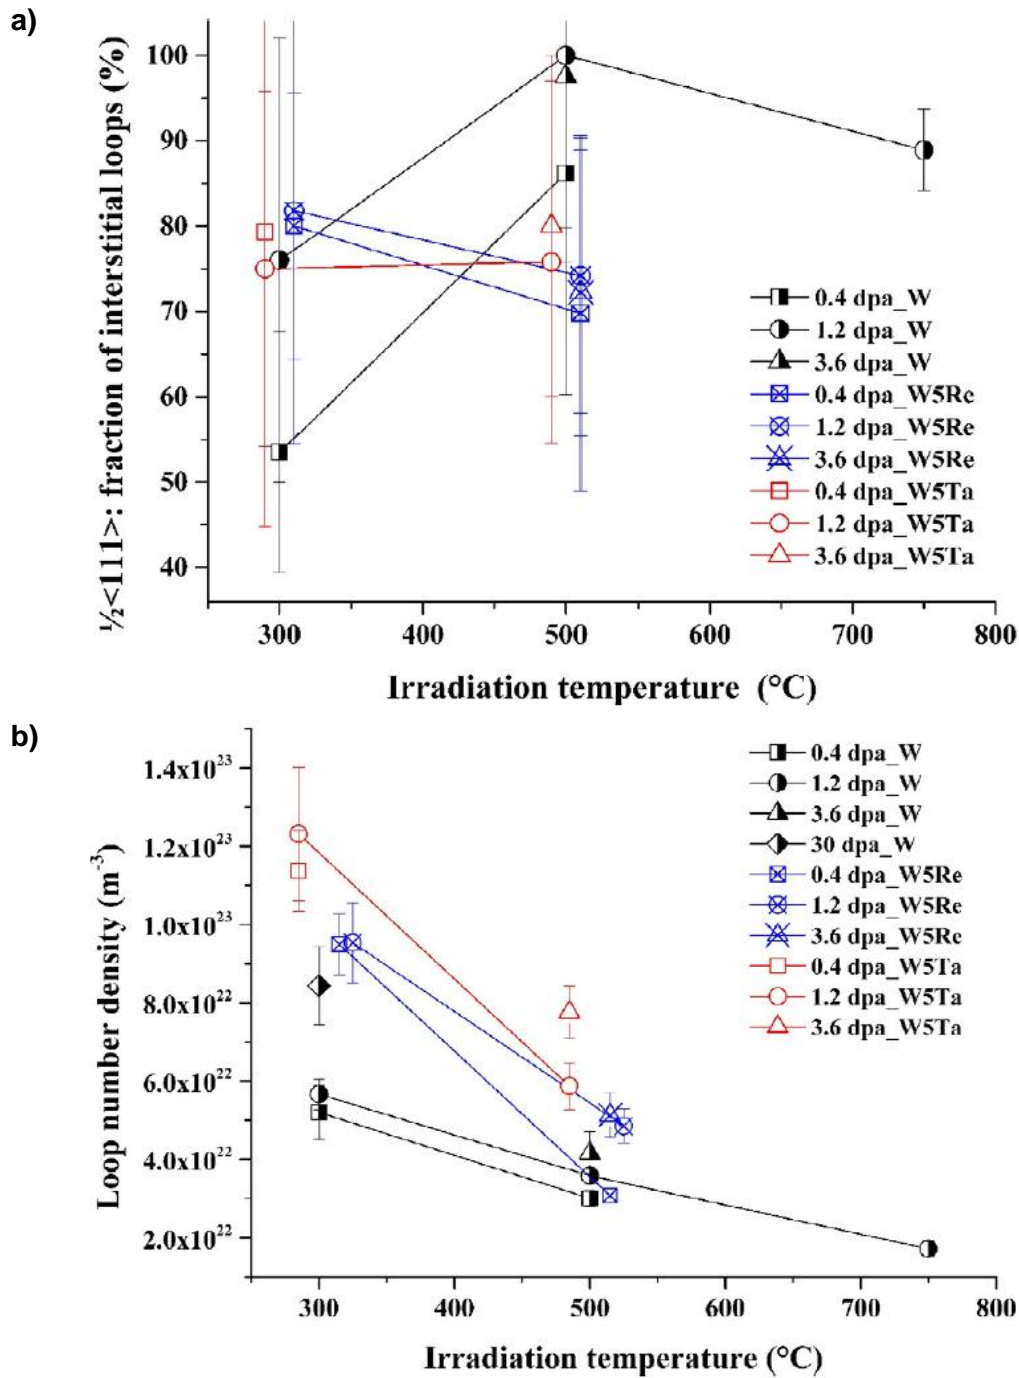 a)
½<111>: fraction of interstitial loops (%)
100
90
80
70
60
50
40
0.4 dpa_W
1.2 dpa_W
3.6 dpa_W
0.4 dpa_W5Re
1.2 dpa_W5Re
3.6 dpa_W5Re
0.4 dpa_W5Ta
1.2 dpa_W5Ta
3.6 dpa_W5Ta
300 400 500 600 700 800
Irradiation temperature (°C)
b)
Loop number density (m⁻³)
1.4x10²³
1.2x10²³
1.0x10²³
8.0x10²²
6.0x10²²
4.0x10²²
2.0x10²²
0.4 dpa_W
1.2 dpa_W
3.6 dpa_W
30 dpa_W
0.4 dpa_W5Re
1.2 dpa_W5Re
3.6 dpa_W5Re
0.4 dpa_W5Ta
1.2 dpa_W5Ta
3.6 dpa_W5Ta
300 400 500 600 700 800
Irradiation temperature (°C)